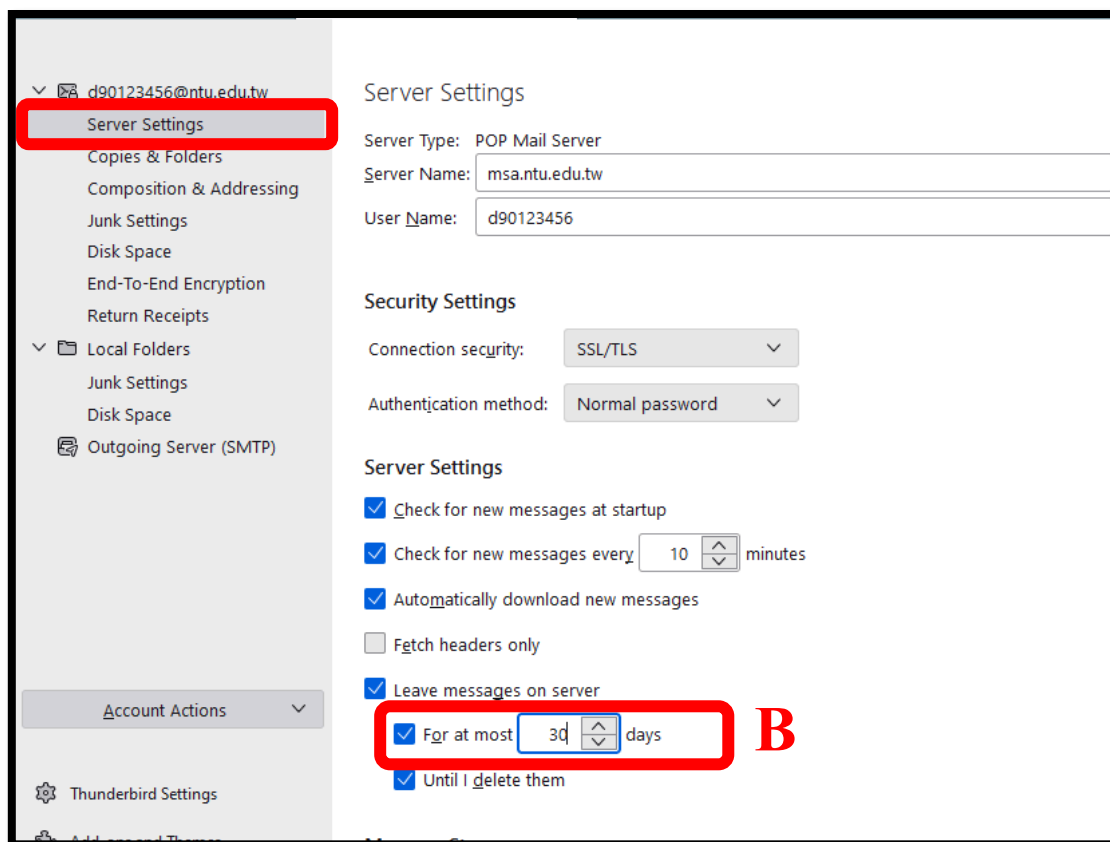 d90123456@ntu.edu.tw
Server Settings
Copies & Folders
Composition & Addressing
Junk Settings
Disk Space
End-To-End Encryption
Return Receipts
Local Folders
Junk Settings
Disk Space
Outgoing Server (SMTP)
Account Actions
Thunderbird Settings
Add-ons and Themes
Server Settings
Server Type: POP Mail Server
Server Name: msa.ntu.edu.tw
User Name: d90123456
Security Settings
Connection security: SSL/TLS
Authentication method: Normal password
Server Settings
Check for new messages at startup
Check for new messages every 10 minutes
Automatically download new messages
Fetch headers only
Leave messages on server
For at most 30 days
B
Until I delete them